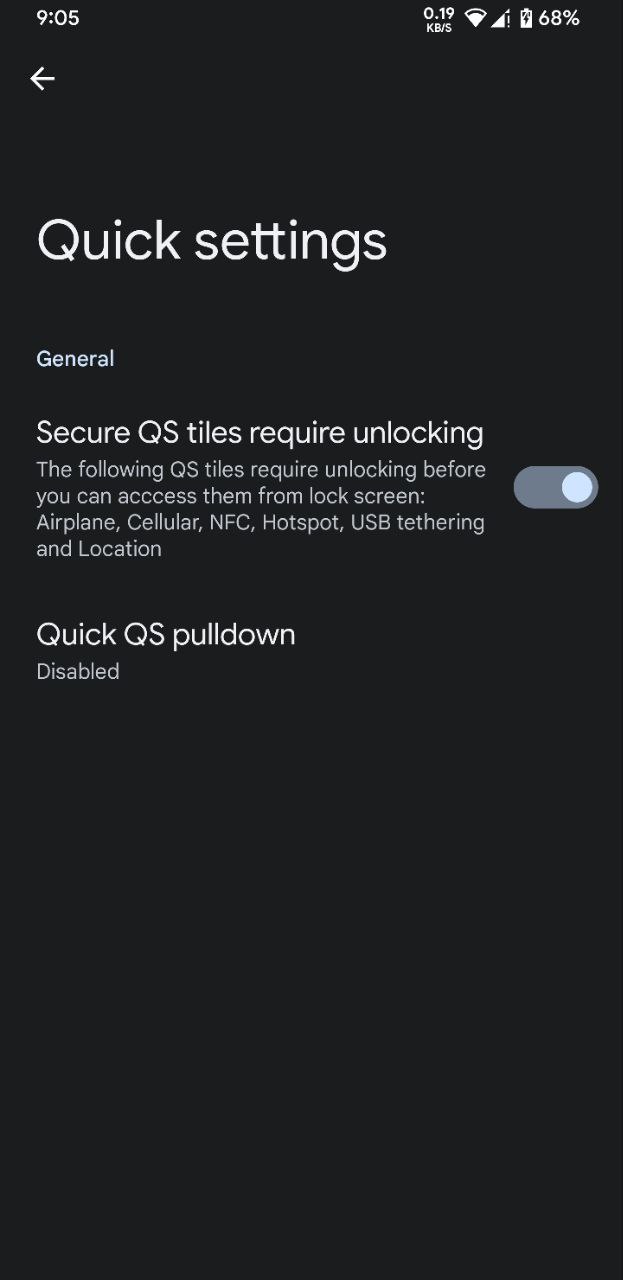 9:05
0.19
KB/S
68%
Quick settings
General
Secure QS tiles require unlocking
The following QS tiles require unlocking before
you can acccess them from lock screen:
Airplane, Cellular, NFC, Hotspot, USB tethering
and Location
Quick QS pulldown
Disabled